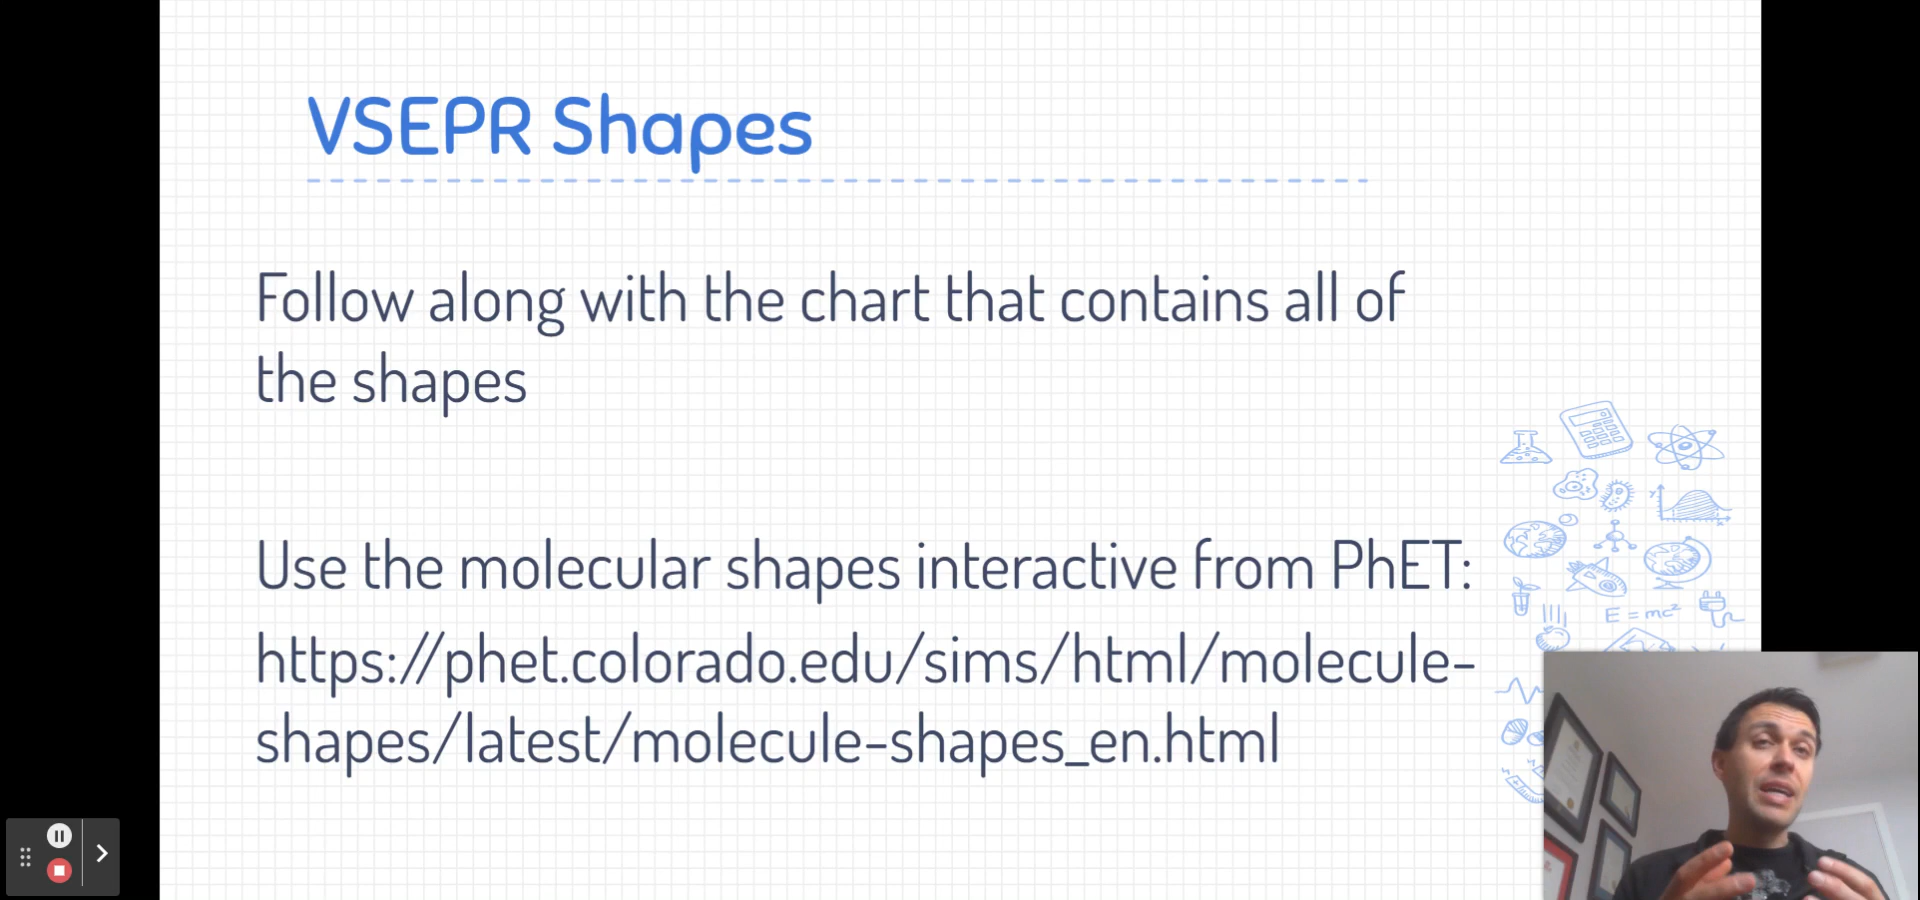 VSEPR Shapes
Follow along with the chart that contains all of
the shapes
Use the molecular shapes interactive from PhET:
https://phet.colorado.edu/sims/html/molecule-
shapes/latest/molecule-shapes_en.html
E = mc²